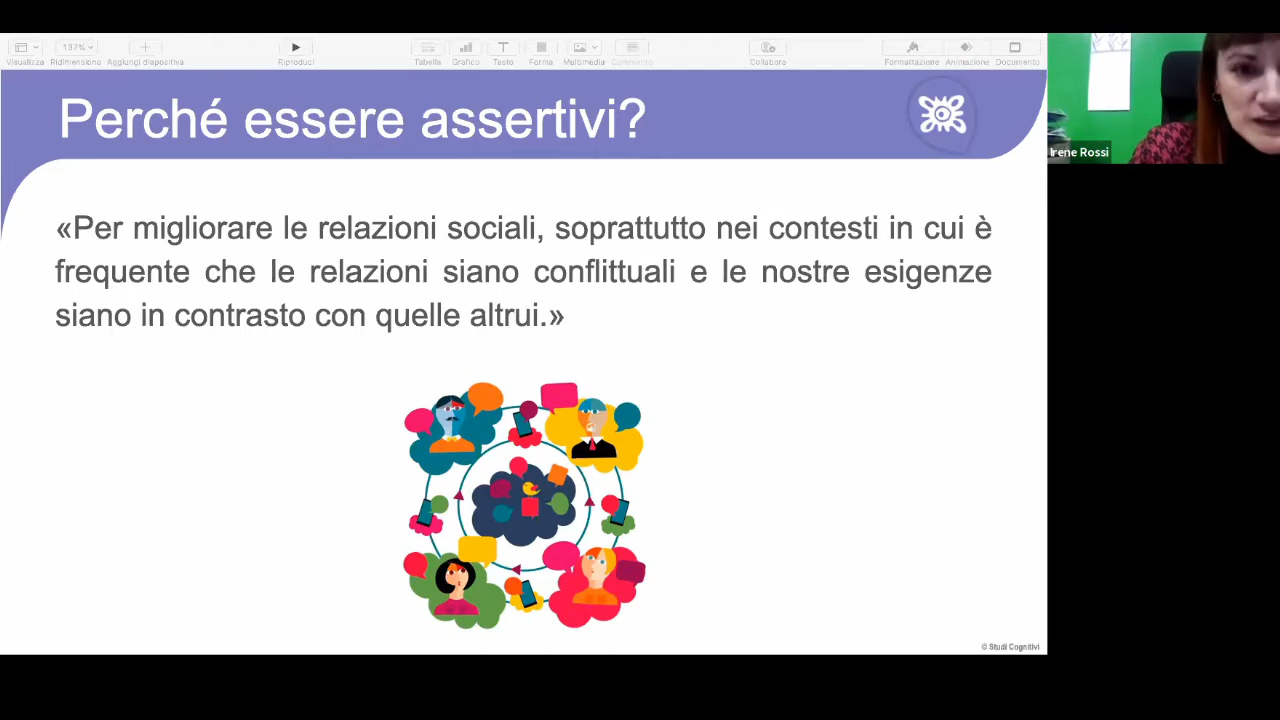 137%
Visualizza
Ridimensiona
Aggiungi diapositiva
Riproduci
Tabella
Grafico
Testo
Forma
Multimedia
Commento
Collabora
Formattazione
Animazione
Documento
Perché essere assertivi?
Irene Rossi
«Per migliorare le relazioni sociali, soprattutto nei contesti in cui è
frequente che le relazioni siano conflittuali e le nostre esigenze
siano in contrasto con quelle altrui.»
© Studi Cognitivi